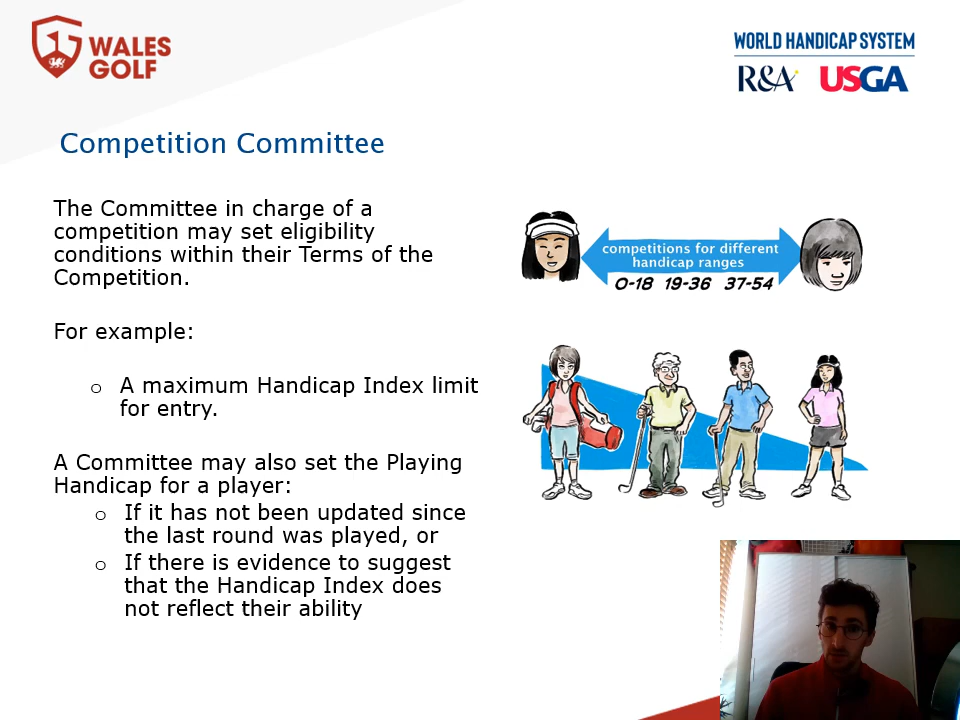 WALES
GOLF
WORLD HANDICAP SYSTEM
R&A USGA
Competition Committee
The Committee in charge of a
competition may set eligibility
conditions within their Terms of the
Competition.
For example:
o A maximum Handicap Index limit
for entry.
A Committee may also set the Playing
Handicap for a player:
o If it has not been updated since
the last round was played, or
o If there is evidence to suggest
that the Handicap Index does
not reflect their ability
competitions for different
handicap ranges
0-18 19-36 37-54